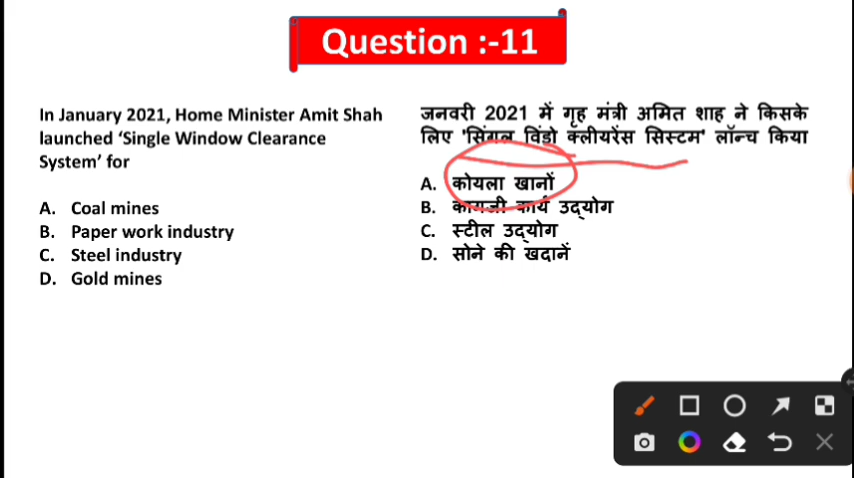 Question :-11
In January 2021, Home Minister Amit Shah
launched ‘Single Window Clearance
System’ for
A. Coal mines
B. Paper work industry
C. Steel industry
D. Gold mines
जनवरी 2021 में गृह मंत्री अमित शाह ने किसके
लिए 'सिंगल विंडो क्लीयरेंस सिस्टम' लॉन्च किया
A. कोयला खानों
B. कागजी कार्य उद्योग
C. स्टील उद्योग
D. सोने की खदानें